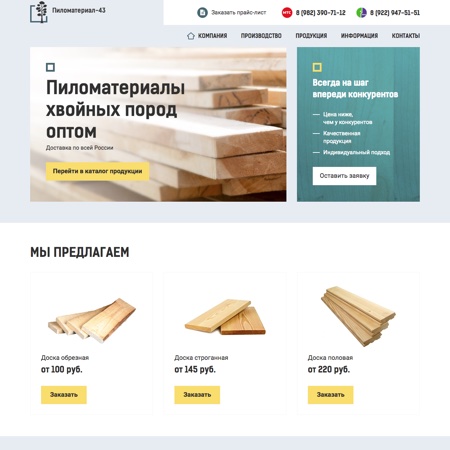 Пиломатериал-43
Заказать прайс-лист
МТС
8 (982) 390-71-12
8 (922) 947-51-51
КОМПАНИЯ ПРОИЗВОДСТВО ПРОДУКЦИЯ ИНФОРМАЦИЯ КОНТАКТЫ
Пиломатериалы
хвойных пород
оптом
Доставка по всей России
Перейти в каталог продукции
Всегда на шаг
впереди конкурентов
— Цена ниже,
чем у конкурентов
— Качественная
продукция
— Индивидуальный подход
Оставить заявку
МЫ ПРЕДЛАГАЕМ
Доска обрезная
от 100 руб.
Заказать
Доска строганная
от 145 руб.
Заказать
Доска половая
от 220 руб.
Заказать